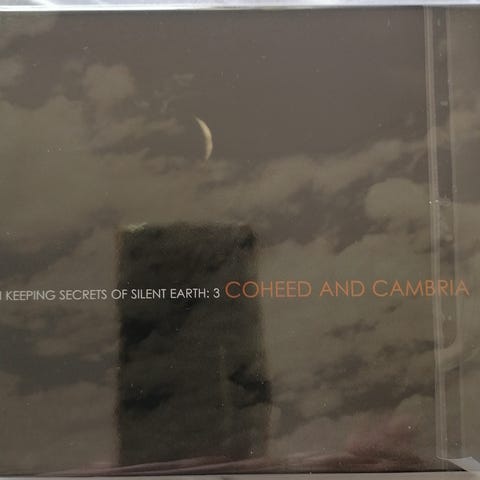 KEEPING SECRETS OF SILENT EARTH: 3 COHEED AND CAMBRIA